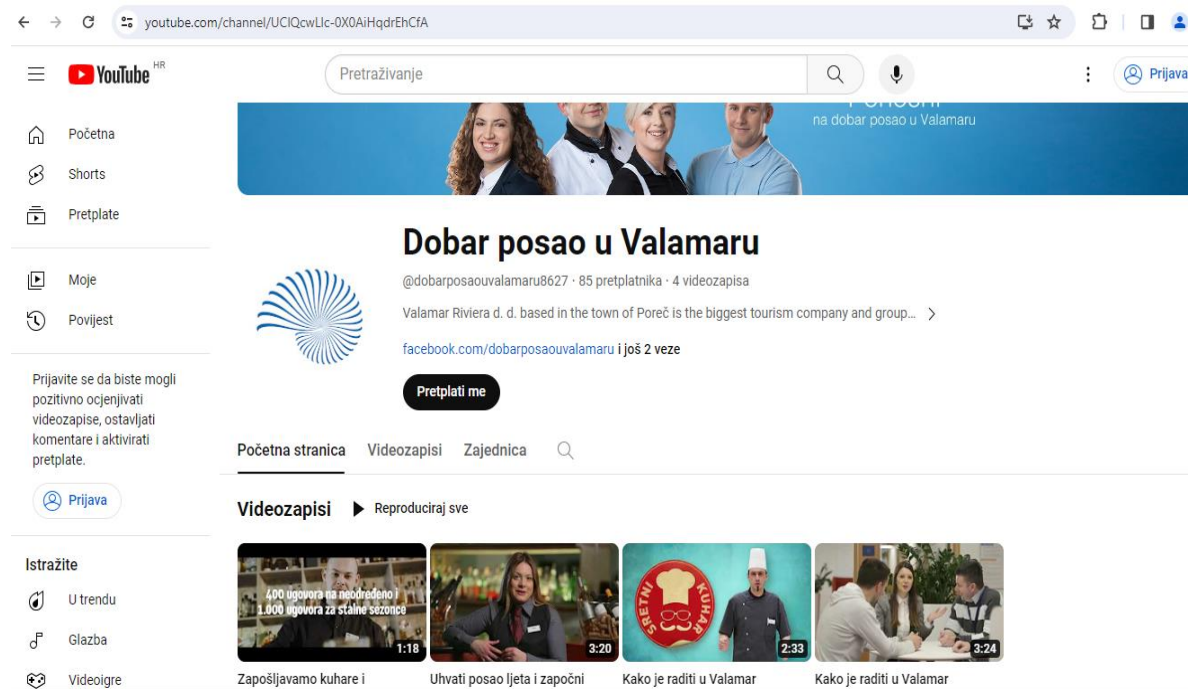 youtube.com/channel/UCIQcwLIc-0X0AiHqdrEhCfA
YouTube HR
Pretraživanje
Prijava
Početna
Shorts
Pretplate
Moje
Povijest
Prijavite se da biste mogli
pozitivno ocjenjivati
videozapise, ostavljati
komentare i aktivirati
pretplate.
Prijava
Istražite
U trendu
Glazba
Videoigre
na dobar posao u Valamaru
Dobar posao u Valamaru
@dobarposaouvalamaru8627 · 85 pretplatnika · 4 videozapisa
Valamar Riviera d. d. based in the town of Poreč is the biggest tourism company and group...
facebook.com/dobarposaouvalamaru i još 2 veze
Pretplati me
Početna stranica Videozapisi Zajednica
Videozapisi Reproduciraj sve
400 ugovora na neodređeno i
1.000 ugovora za stalne sezonce
1:18
3:20
SRETNI KUHAR
2:33
3:24
Zapošljavamo kuhare i
Uhvati posao ljeta i započni
Kako je raditi u Valamar
Kako je raditi u Valamar